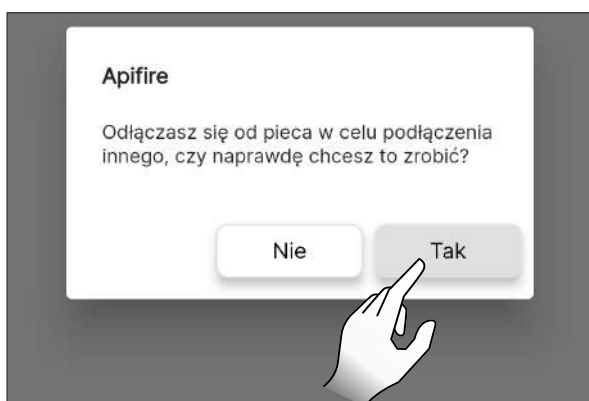 Apifire
Odłączasz się od pieca w celu podłączenia
innego, czy naprawdę chcesz to zrobić?
Nie Tak